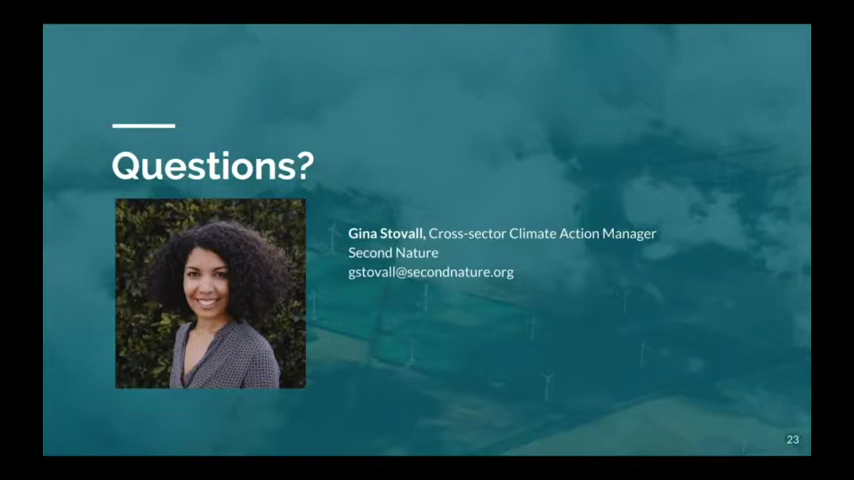 Questions?
Gina Stovall, Cross-sector Climate Action Manager
Second Nature
gstovall@secondnature.org
23